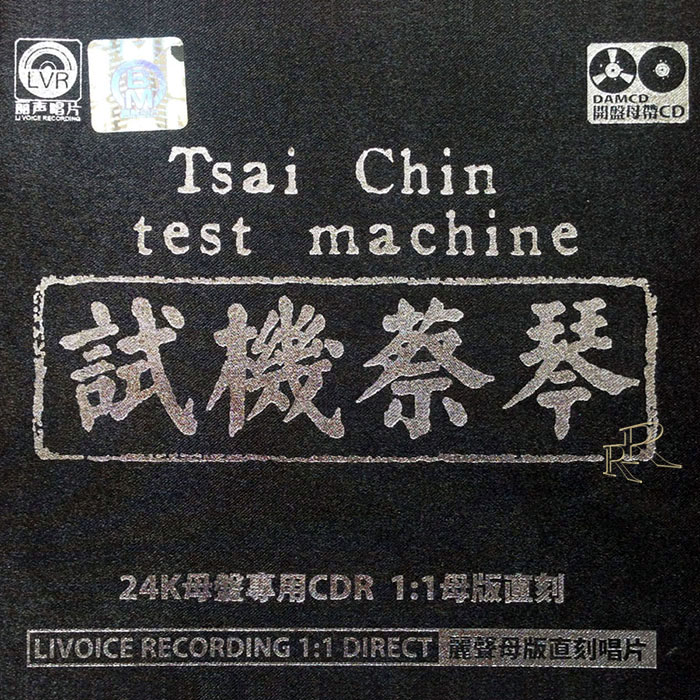 LVR
丽声唱片
LIVOICE RECORDING
DAMCD
開盤母帶CD
Tsai Chin
test machine
試機蔡琴
RR
24K母盤專用CDR 1:1母版直刻
LIVOICE RECORDING 1:1 DIRECT 麗聲母版直刻唱片